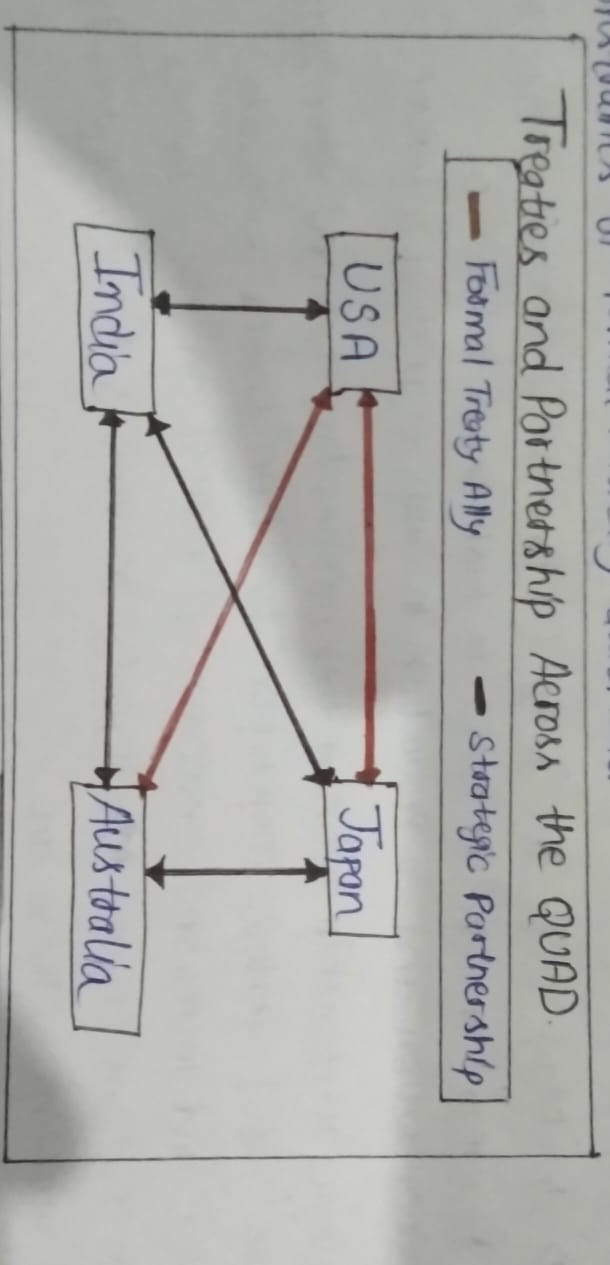 Treaties and Partnership Across the QUAD.
Formal Treaty Ally
Strategic Partnership
USA
Japan
India
Australia